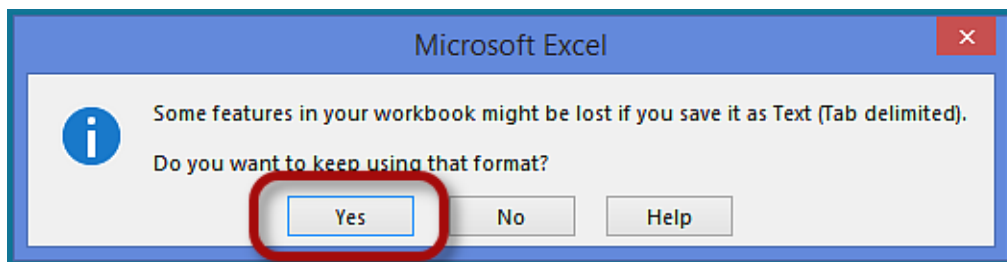 Microsoft Excel
Some features in your workbook might be lost if you save it as Text (Tab delimited).
Do you want to keep using that format?
Yes No Help